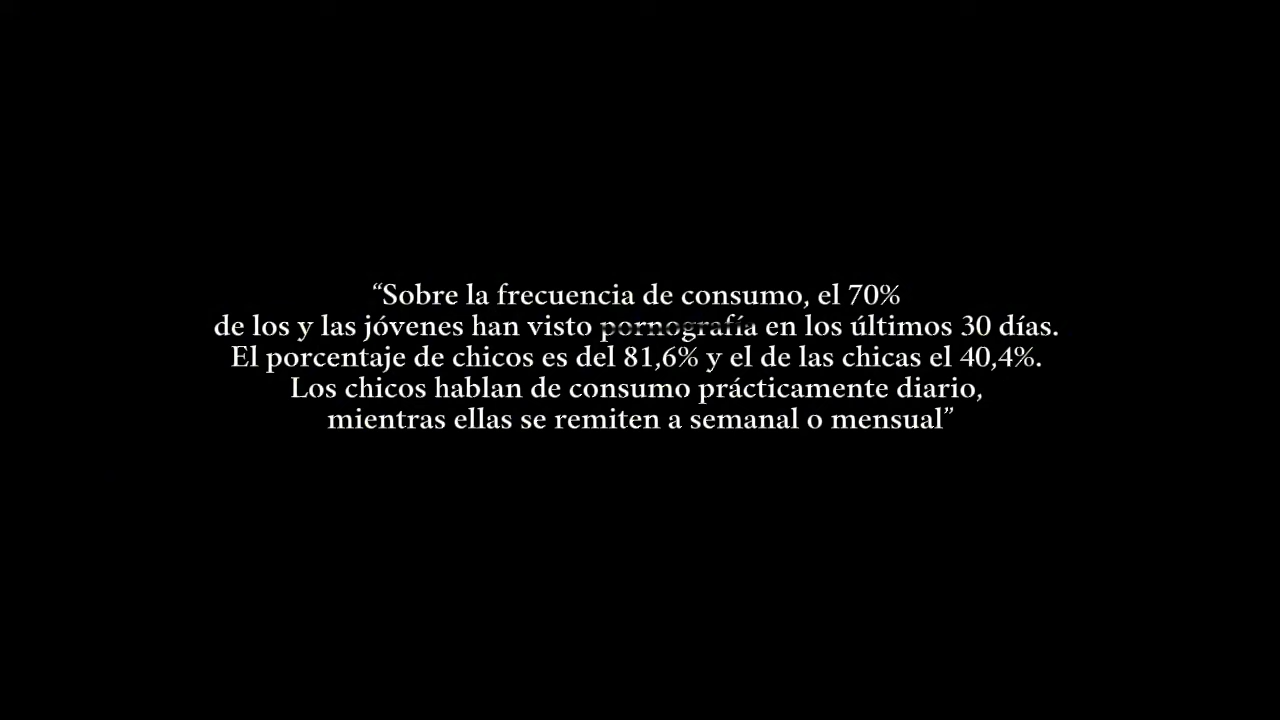 “Sobre la frecuencia de consumo, el 70%
de los y las jóvenes han visto pornografía en los últimos 30 días.
El porcentaje de chicos es del 81,6% y el de las chicas el 40,4%.
Los chicos hablan de consumo prácticamente diario,
mientras ellas se remiten a semanal o mensual”